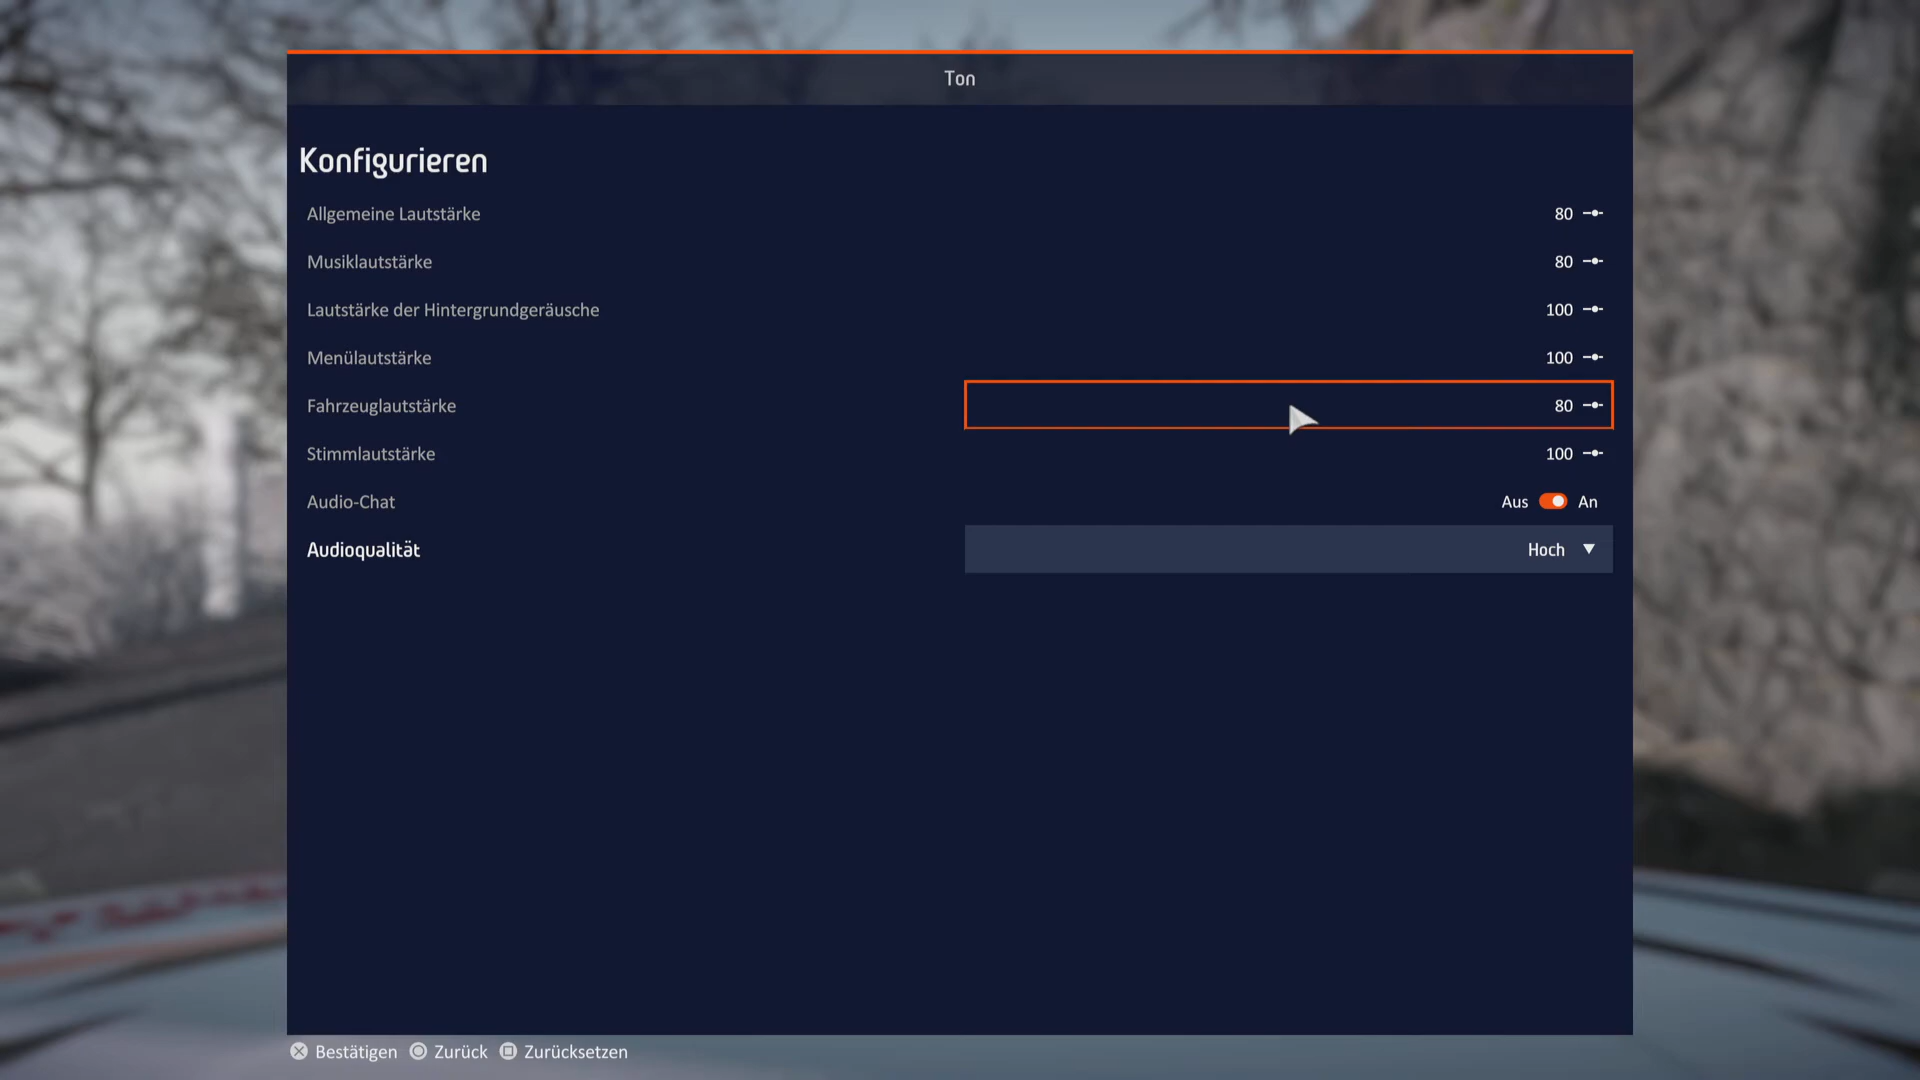 Ton
Konfigurieren
Allgemeine Lautstärke 80
Musiklautstärke 80
Lautstärke der Hintergrundgeräusche 100
Menülautstärke 100
Fahrzeuglautstärke 80
Stimmlautstärke 100
Audio-Chat Aus An
Audioqualität Hoch
Bestätigen Zurück Zurücksetzen